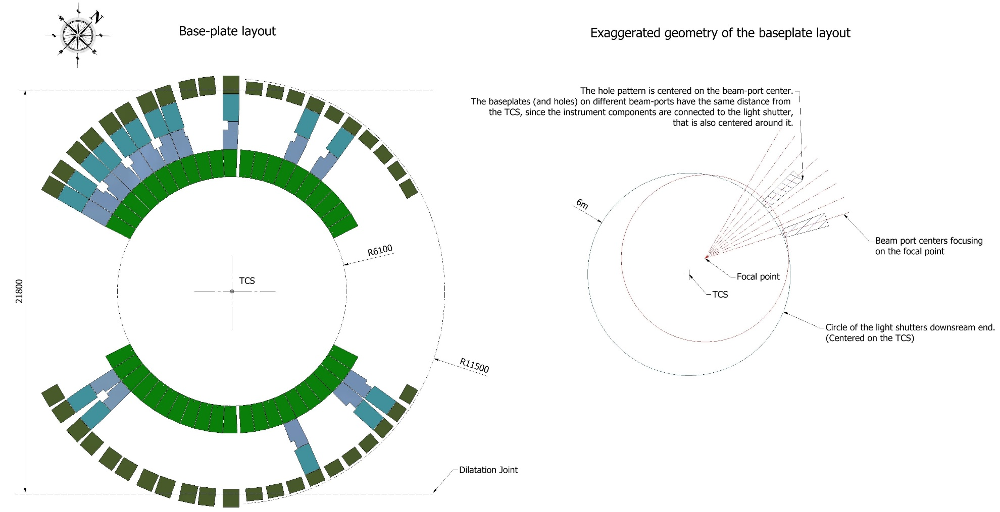 N
W
S
E
Base-plate layout
Exaggerated geometry of the baseplate layout
The hole pattern is centered on the beam-port center.
The baseplates (and holes) on different beam-ports have the same distance from
the TCS, since the instrument components are connected to the light shutter,
that is also centered around it.
6m
R6100
TCS
21800
R11500
Dilatation Joint
Beam port centers focusing
on the focal point
Focal point
TCS
Circle of the light shutters downsream end.
(Centered on the TCS)